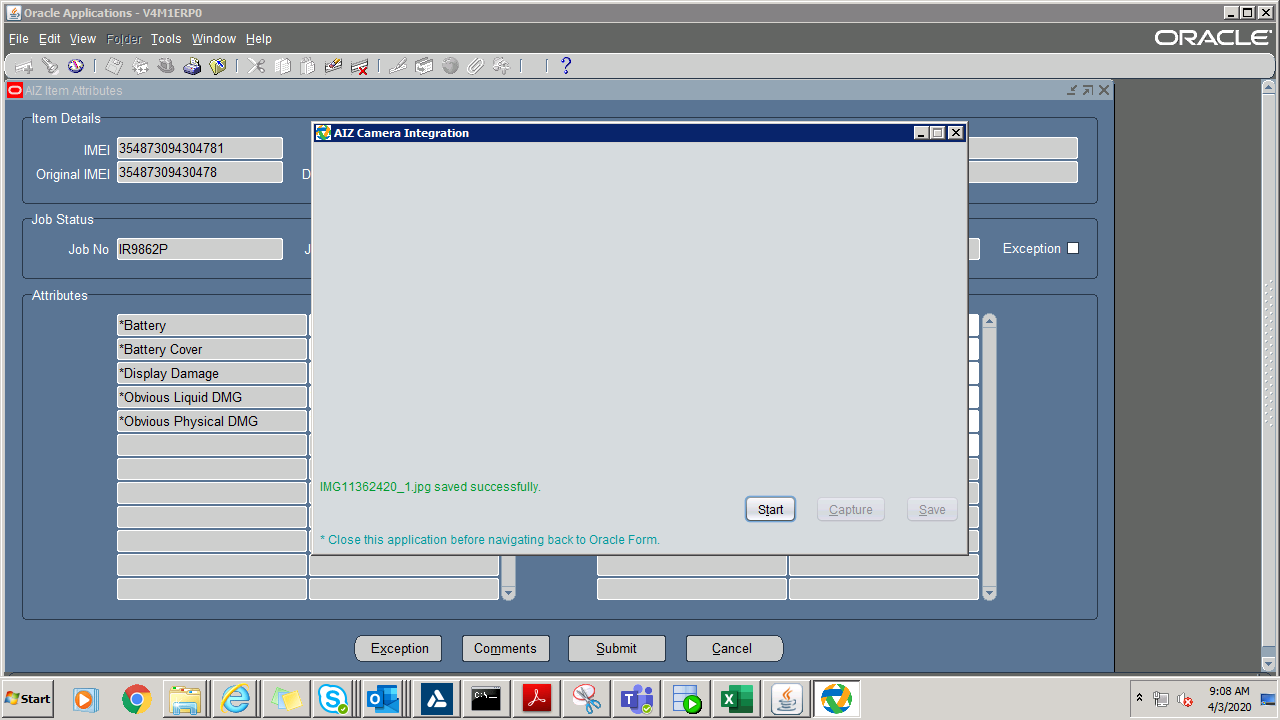 Oracle Applications - V4M1ERP0
File Edit View Folder Tools Window Help
ORACLE
AIZ Item Attributes
Item Details
IMEI 354873094304781
Original IMEI 35487309430478
D
Job Status
Job No IR9862P
J
Exception
Attributes
*Battery
*Battery Cover
*Display Damage
*Obvious Liquid DMG
*Obvious Physical DMG
AIZ Camera Integration
IMG11362420_1.jpg saved successfully.
Start Capture Save
* Close this application before navigating back to Oracle Form.
Exception Comments Submit Cancel
Start
9:08 AM
4/3/2020